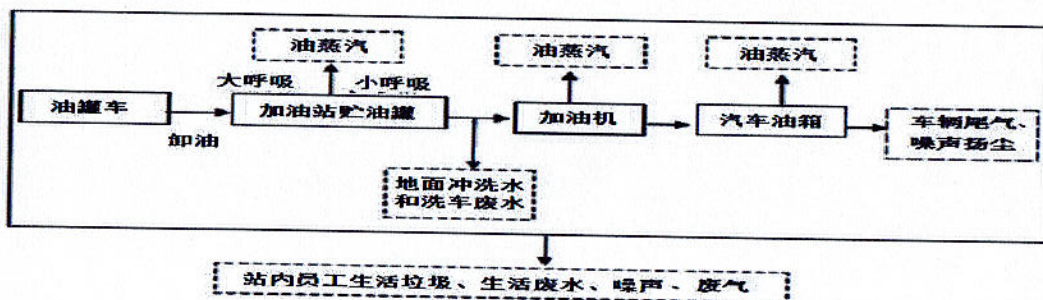 油蒸汽
油蒸汽
油蒸汽
大呼吸
小呼吸
油罐车
加油站贮油罐
加油机
汽车油箱
车辆尾气、
噪声扬尘
卸油
地面冲洗水
和洗车废水
站内员工生活垃圾、生活废水、噪声、废气